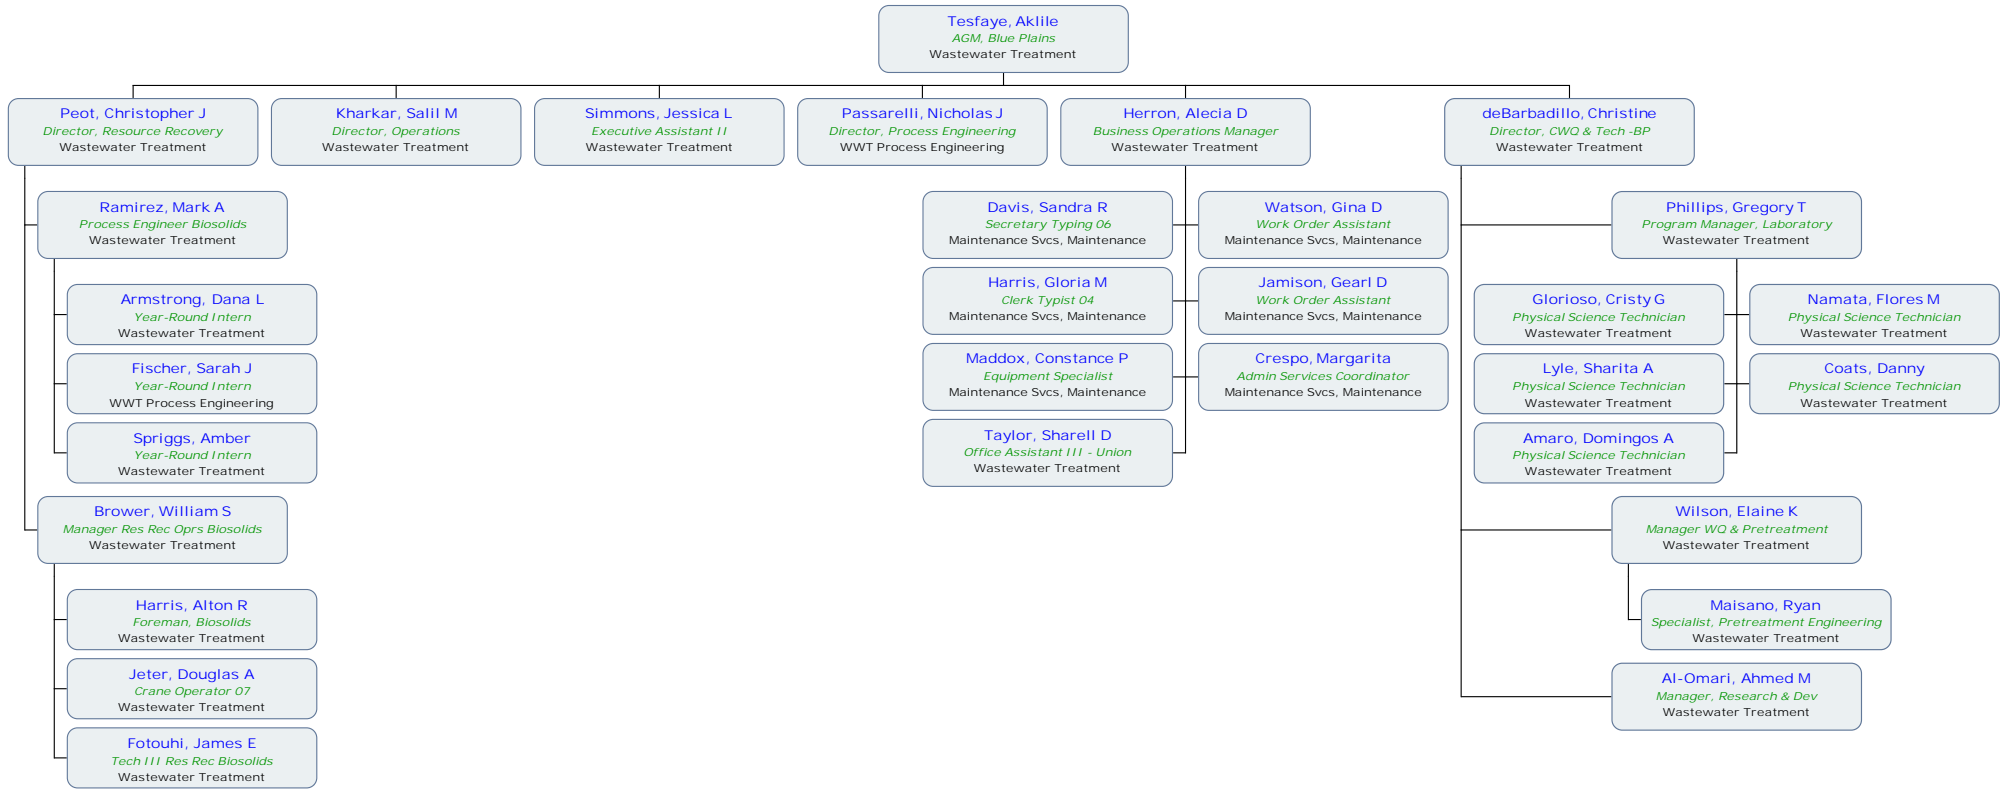 Tesfaye, Aklile
AGM, Blue Plains
Wastewater Treatment
Peot, Christopher J
Director, Resource Recovery
Wastewater Treatment
Kharkar, Salil M
Director, Operations
Wastewater Treatment
Simmons, Jessica L
Executive Assistant II
Wastewater Treatment
Passarelli, Nicholas J
Director, Process Engineering
WWT Process Engineering
Herron, Alecia D
Business Operations Manager
Wastewater Treatment
deBarbadillo, Christine
Director, CWQ & Tech -BP
Wastewater Treatment
Ramirez, Mark A
Process Engineer Biosolids
Wastewater Treatment
Armstrong, Dana L
Year-Round Intern
Wastewater Treatment
Fischer, Sarah J
Year-Round Intern
WWT Process Engineering
Spriggs, Amber
Year-Round Intern
Wastewater Treatment
Brower, William S
Manager Res Rec Oprs Biosolids
Wastewater Treatment
Harris, Alton R
Foreman, Biosolids
Wastewater Treatment
Jeter, Douglas A
Crane Operator 07
Wastewater Treatment
Fotouhi, James E
Tech III Res Rec Biosolids
Wastewater Treatment
Davis, Sandra R
Secretary Typing 06
Maintenance Svcs, Maintenance
Watson, Gina D
Work Order Assistant
Maintenance Svcs, Maintenance
Harris, Gloria M
Clerk Typist 04
Maintenance Svcs, Maintenance
Jamison, Gearl D
Work Order Assistant
Maintenance Svcs, Maintenance
Maddox, Constance P
Equipment Specialist
Maintenance Svcs, Maintenance
Crespo, Margarita
Admin Services Coordinator
Maintenance Svcs, Maintenance
Taylor, Sharell D
Office Assistant III - Union
Wastewater Treatment
Phillips, Gregory T
Program Manager, Laboratory
Wastewater Treatment
Glorioso, Cristy G
Physical Science Technician
Wastewater Treatment
Namata, Flores M
Physical Science Technician
Wastewater Treatment
Lyle, Sharita A
Physical Science Technician
Wastewater Treatment
Coats, Danny
Physical Science Technician
Wastewater Treatment
Amaro, Domingos A
Physical Science Technician
Wastewater Treatment
Wilson, Elaine K
Manager WQ & Pretreatment
Wastewater Treatment
Maisano, Ryan
Specialist, Pretreatment Engineering
Wastewater Treatment
Al-Omari, Ahmed M
Manager, Research & Dev
Wastewater Treatment